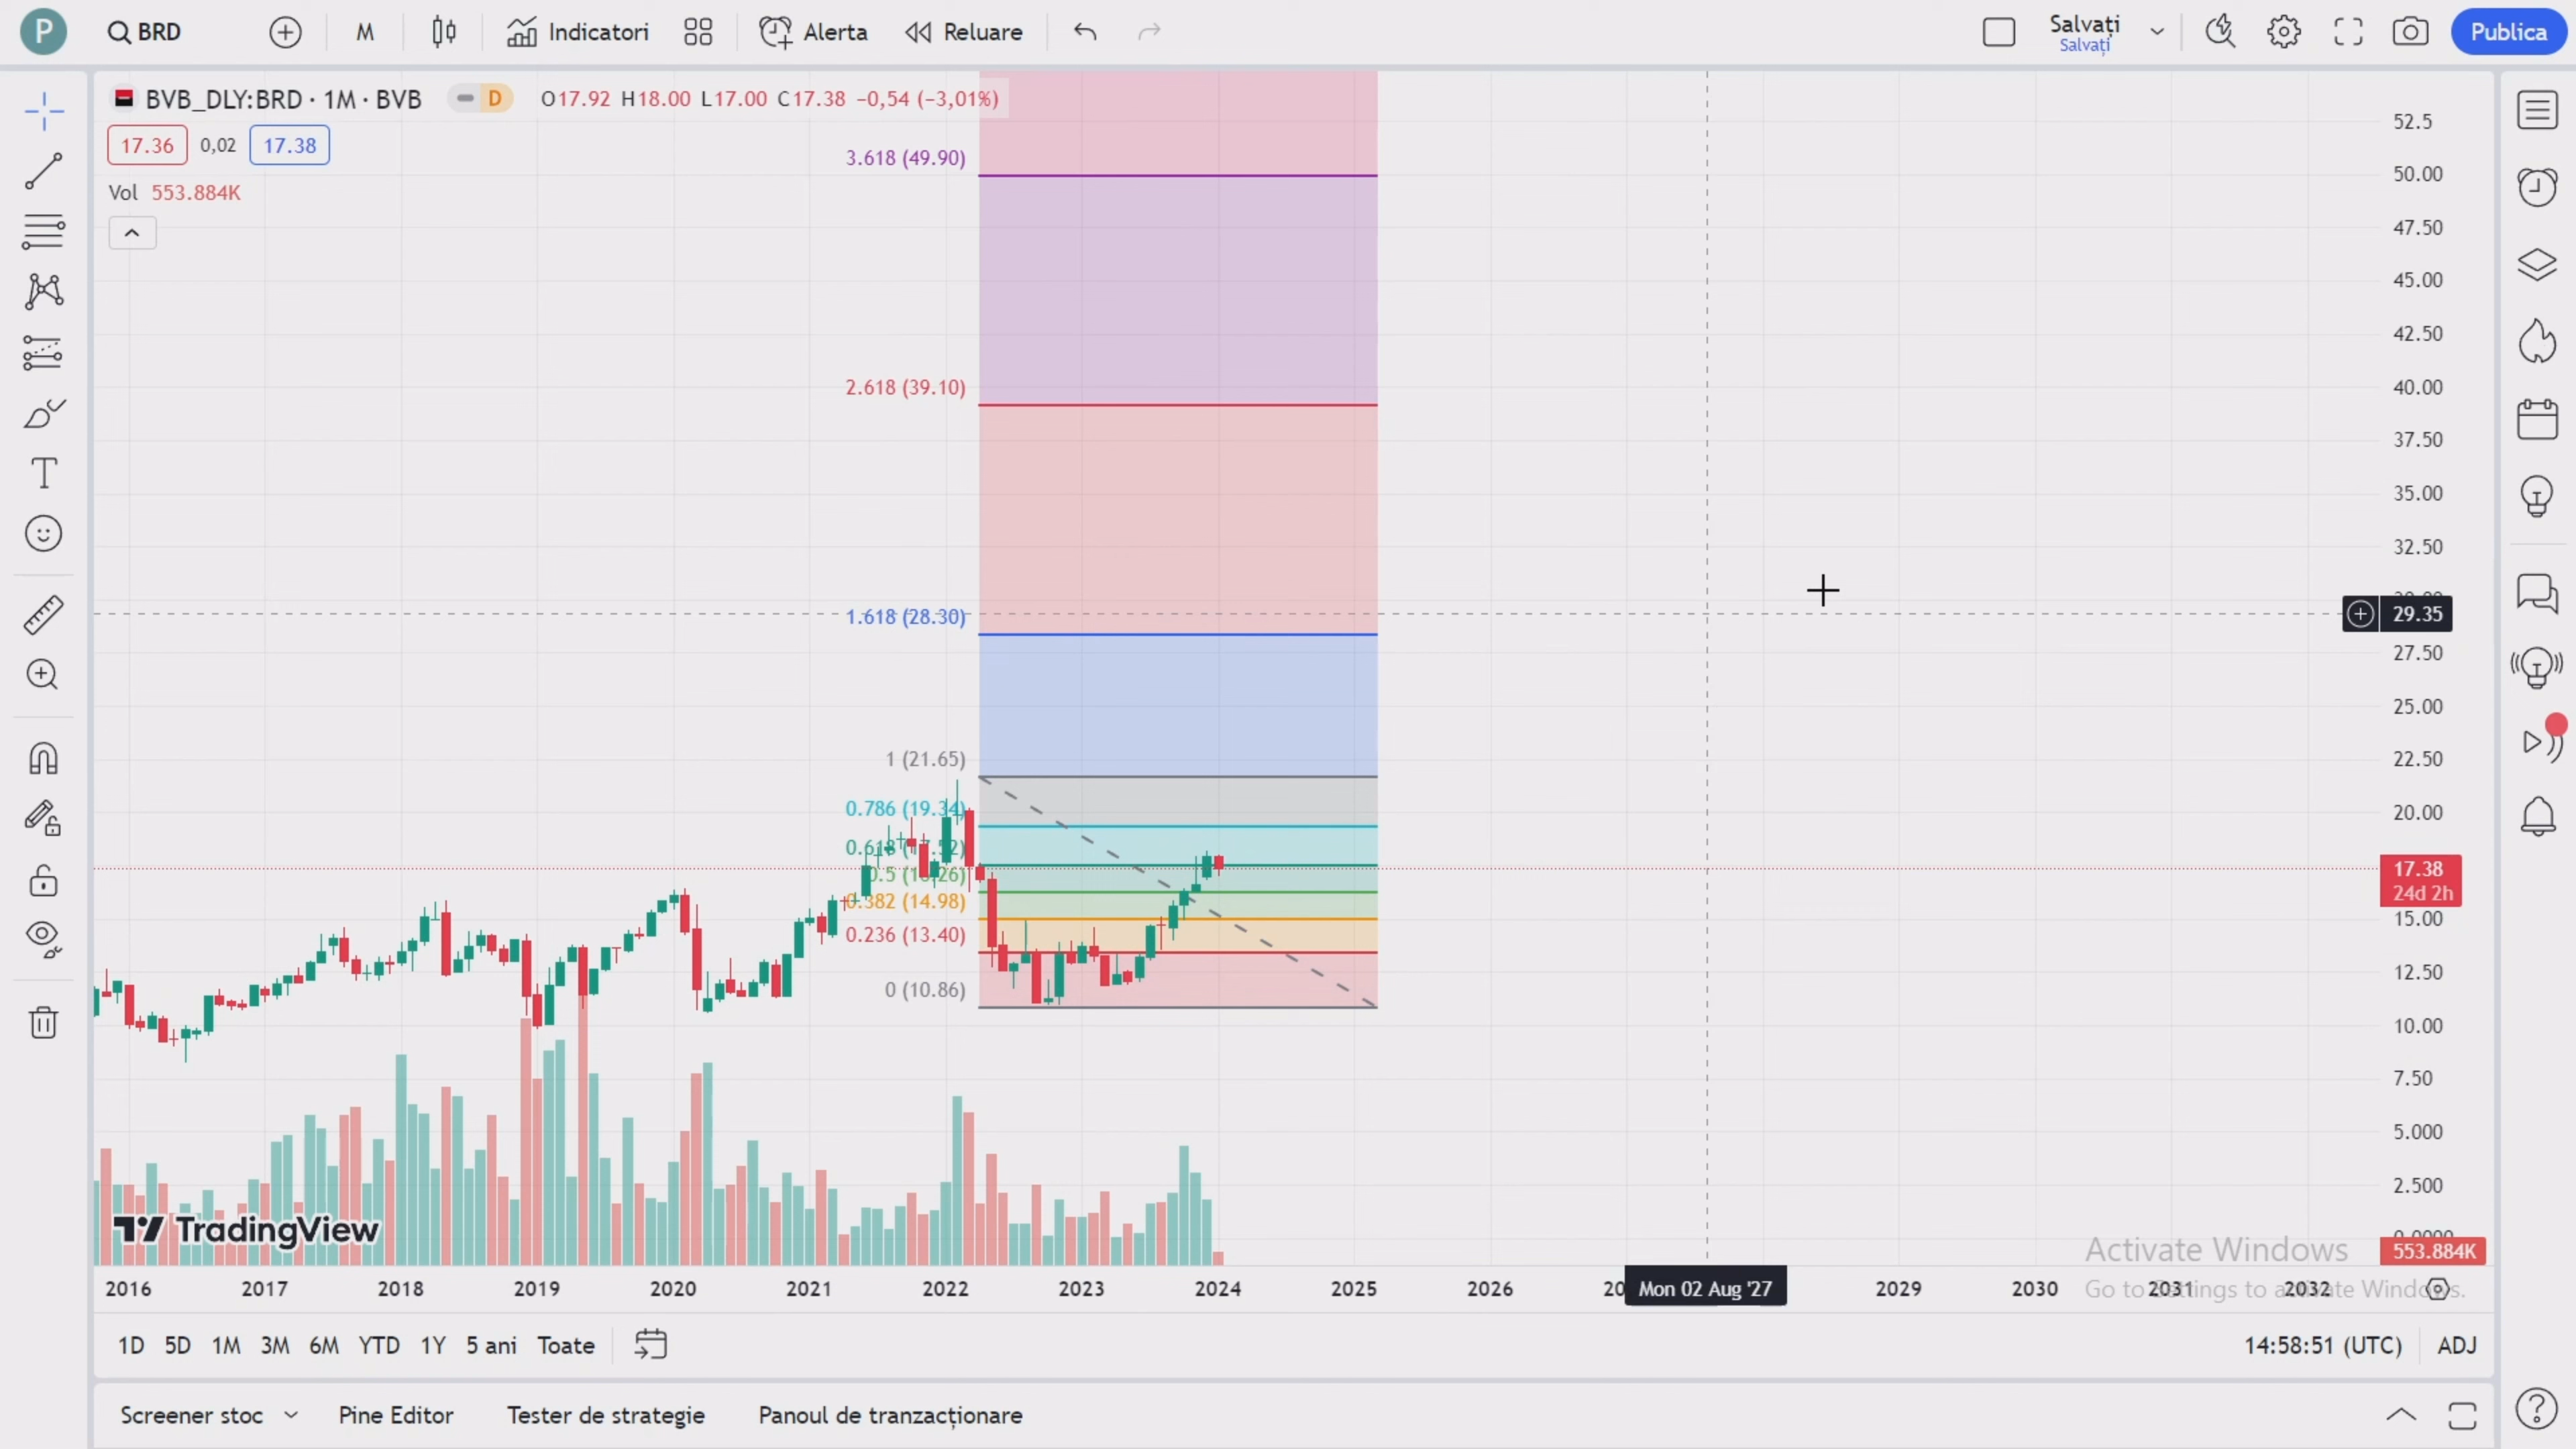 P BRD M Indicatori Alerta Reluare Salvați Publica
Salvați
BVB_DLY:BRD · 1M · BVB D O17.92 H18.00 L17.00 C17.38 −0,54 (−3,01%)
17.36 0,02 17.38
Vol 553.884K
3.618 (49.90)
2.618 (39.10)
1.618 (28.30)
1 (21.65)
0.786 (19.34)
0.382 (14.98)
0.236 (13.40)
0 (10.86)
52.5
50.00
47.50
45.00
42.50
40.00
37.50
35.00
32.50
29.35
27.50
25.00
22.50
20.00
17.38
24d 2h
15.00
12.50
10.00
7.50
5.000
2.500
553.884K
TradingView
Activate Windows
Go to Settings to activate Windows.
2016 2017 2018 2019 2020 2021 2022 2023 2024 2025 2026 Mon 02 Aug '27 2029 2030 2031 2032
1D 5D 1M 3M 6M YTD 1Y 5 ani Toate 14:58:51 (UTC) ADJ
Screener stoc Pine Editor Tester de strategie Panoul de tranzacționare